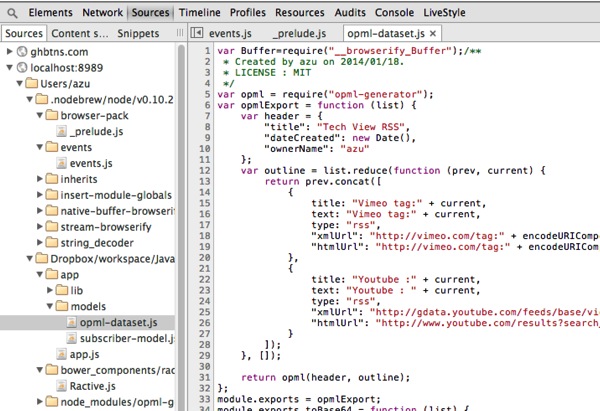 Elements Network Sources Timeline Profiles Resources Audits Console LiveStyle
Sources Content s... Snippets
events.js _prelude.js opml-dataset.js ×
ghbtns.com
localhost:8989
Users/azu
.nodebrew/node/v0.10.2
browser-pack
_prelude.js
events
events.js
inherits
insert-module-globals
native-buffer-browserif
stream-browserify
string_decoder
Dropbox/workspace/Java
app
lib
models
opml-dataset.js
subscriber-model.j
app.js
bower_components/rac
Ractive.js
node_modules/opml-g
1 var Buffer=require("__browserify_Buffer");/**
2 * Created by azu on 2014/01/18.
3 * LICENSE : MIT
4 */
5 var opml = require("opml-generator");
6 var opmlExport = function (list) {
7 var header = {
8 "title": "Tech View RSS",
9 "dateCreated": new Date(),
10 "ownerName": "azu"
11 };
12 var outline = list.reduce(function (prev, current) {
13 return prev.concat([
14 {
15 title: "Vimeo tag:" + current,
16 text: "Vimeo tag:" + current,
17 type: "rss",
18 "xmlUrl": "http://vimeo.com/tag:" + encodeURICompo
19 "htmlUrl": "http://vimeo.com/tag:" + encodeURICom
20 },
21 {
22 title: "Youtube :" + current,
23 text: "Youtube : " + current,
24 type: "rss",
25 "xmlUrl": "http://gdata.youtube.com/feeds/base/vi
26 "htmlUrl": "http://www.youtube.com/results?search_
27 }
28 ]);
29 }, []);
30
31 return opml(header, outline);
32 };
33 module.exports = opmlExport;
34 module.exports.toBase64 = function (list) {